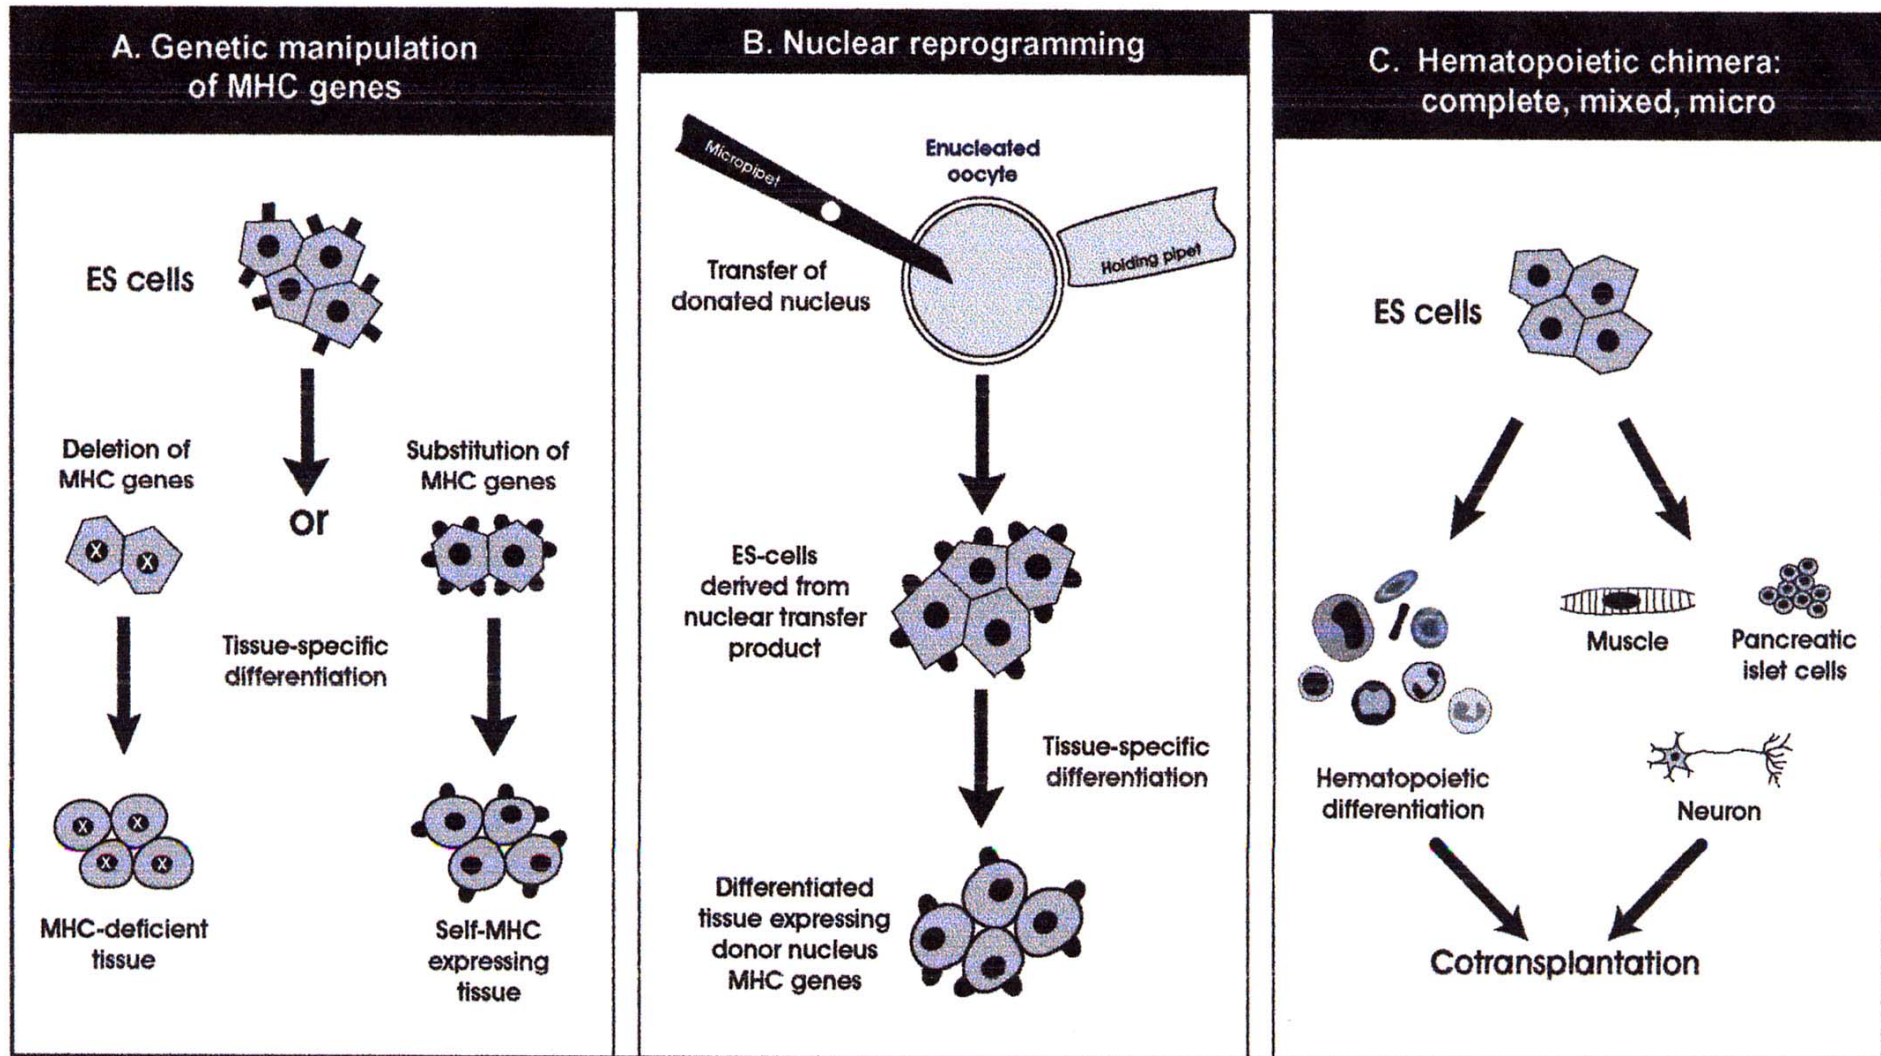 A. Genetic manipulation
of MHC genes
ES cells
Deletion of
MHC genes
or
Substitution of
MHC genes
X
X
Tissue-specific
differentiation
X
X
X
X
MHC-deficient
tissue
Self-MHC
expressing
tissue
B. Nuclear reprogramming
Micropipet
Enucleated
oocyte
Holding pipet
Transfer of
donated nucleus
ES-cells
derived from
nuclear transfer
product
Tissue-specific
differentiation
Differentiated
tissue expressing
donor nucleus
MHC genes
C. Hematopoietic chimera:
complete, mixed, micro
ES cells
Muscle
Pancreatic
islet cells
Hematopoietic
differentiation
Neuron
Cotransplantation